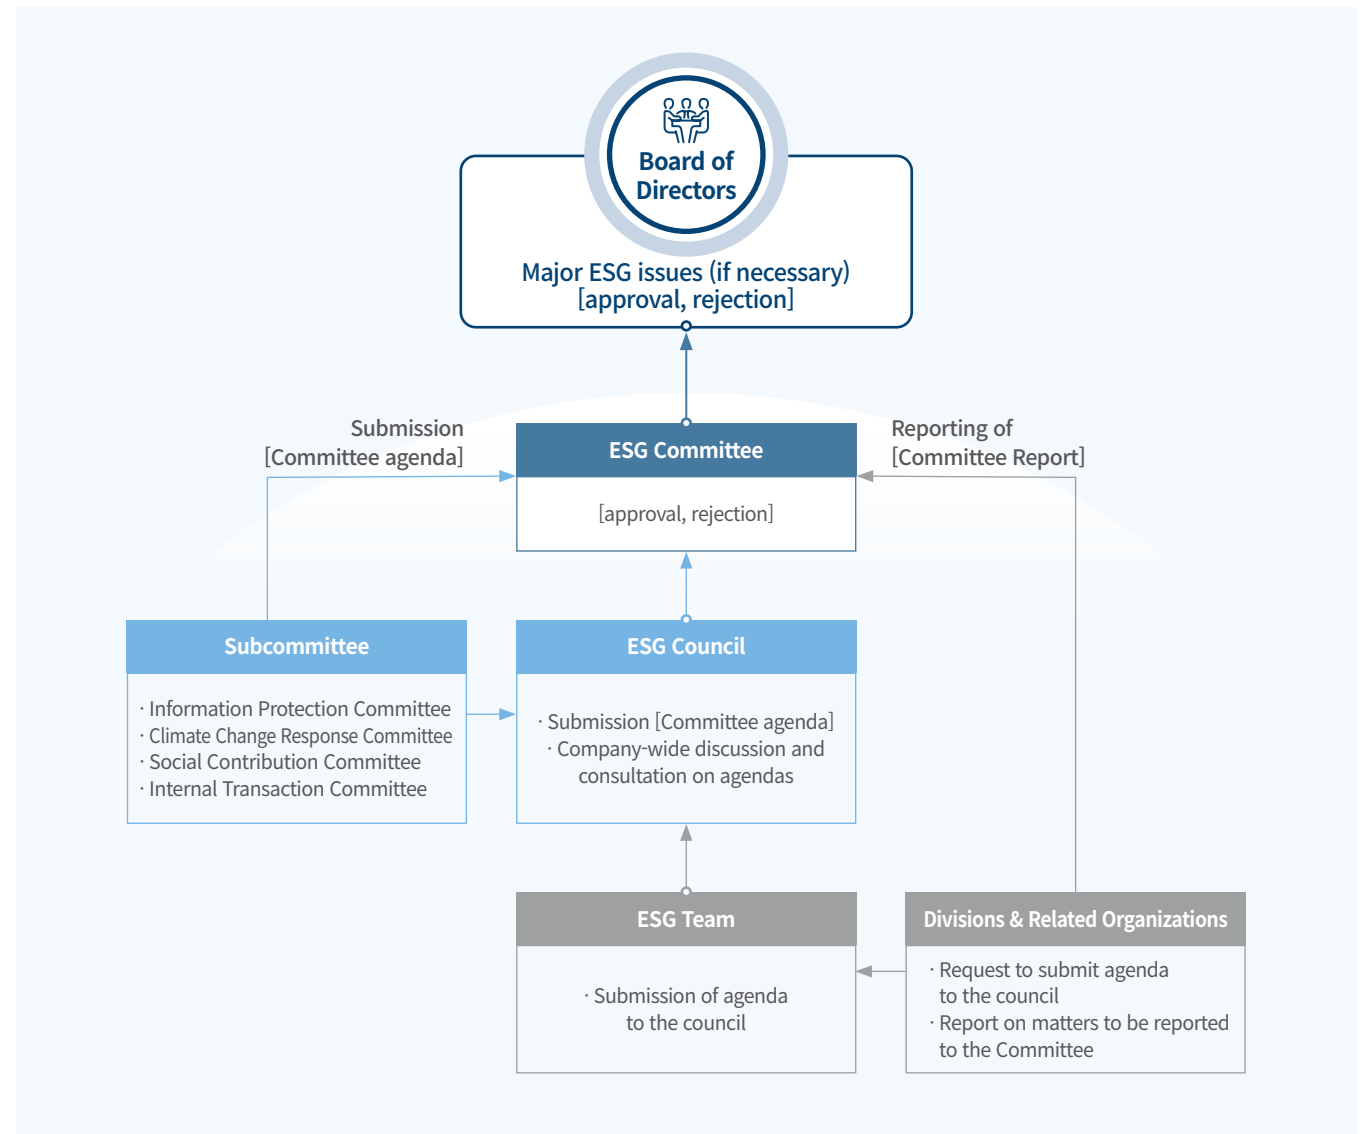 Board of
Directors
Major ESG issues (if necessary)
[approval, rejection]
Submission
[Committee agenda]
Reporting of
[Committee Report]
ESG Committee
[approval, rejection]
Subcommittee
· Information Protection Committee
· Climate Change Response Committee
· Social Contribution Committee
· Internal Transaction Committee
ESG Council
· Submission [Committee agenda]
· Company-wide discussion and
consultation on agendas
ESG Team
· Submission of agenda
to the council
Divisions & Related Organizations
· Request to submit agenda
to the council
· Report on matters to be reported
to the Committee